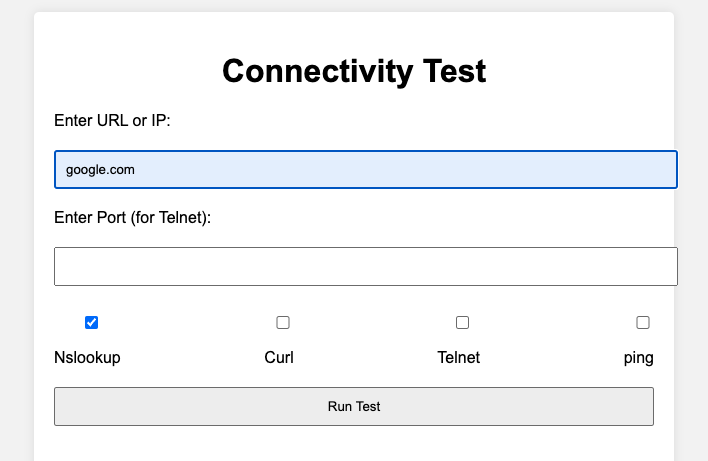 Connectivity Test
Enter URL or IP:
google.com
Enter Port (for Telnet):
Nslookup Curl Telnet ping
Run Test